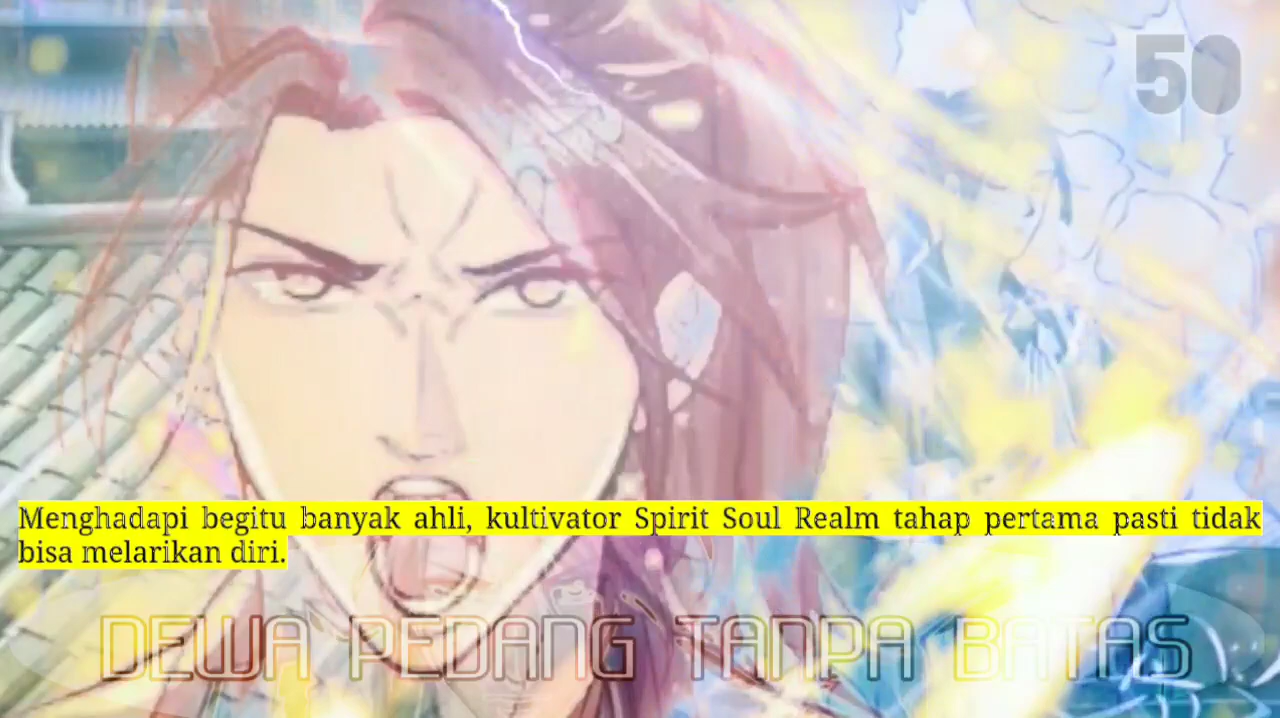 50
Menghadapi begitu banyak ahli, kultivator Spirit Soul Realm tahap pertama pasti tidak
bisa melarikan diri.
DEWA PEDANG TANPA BATAS